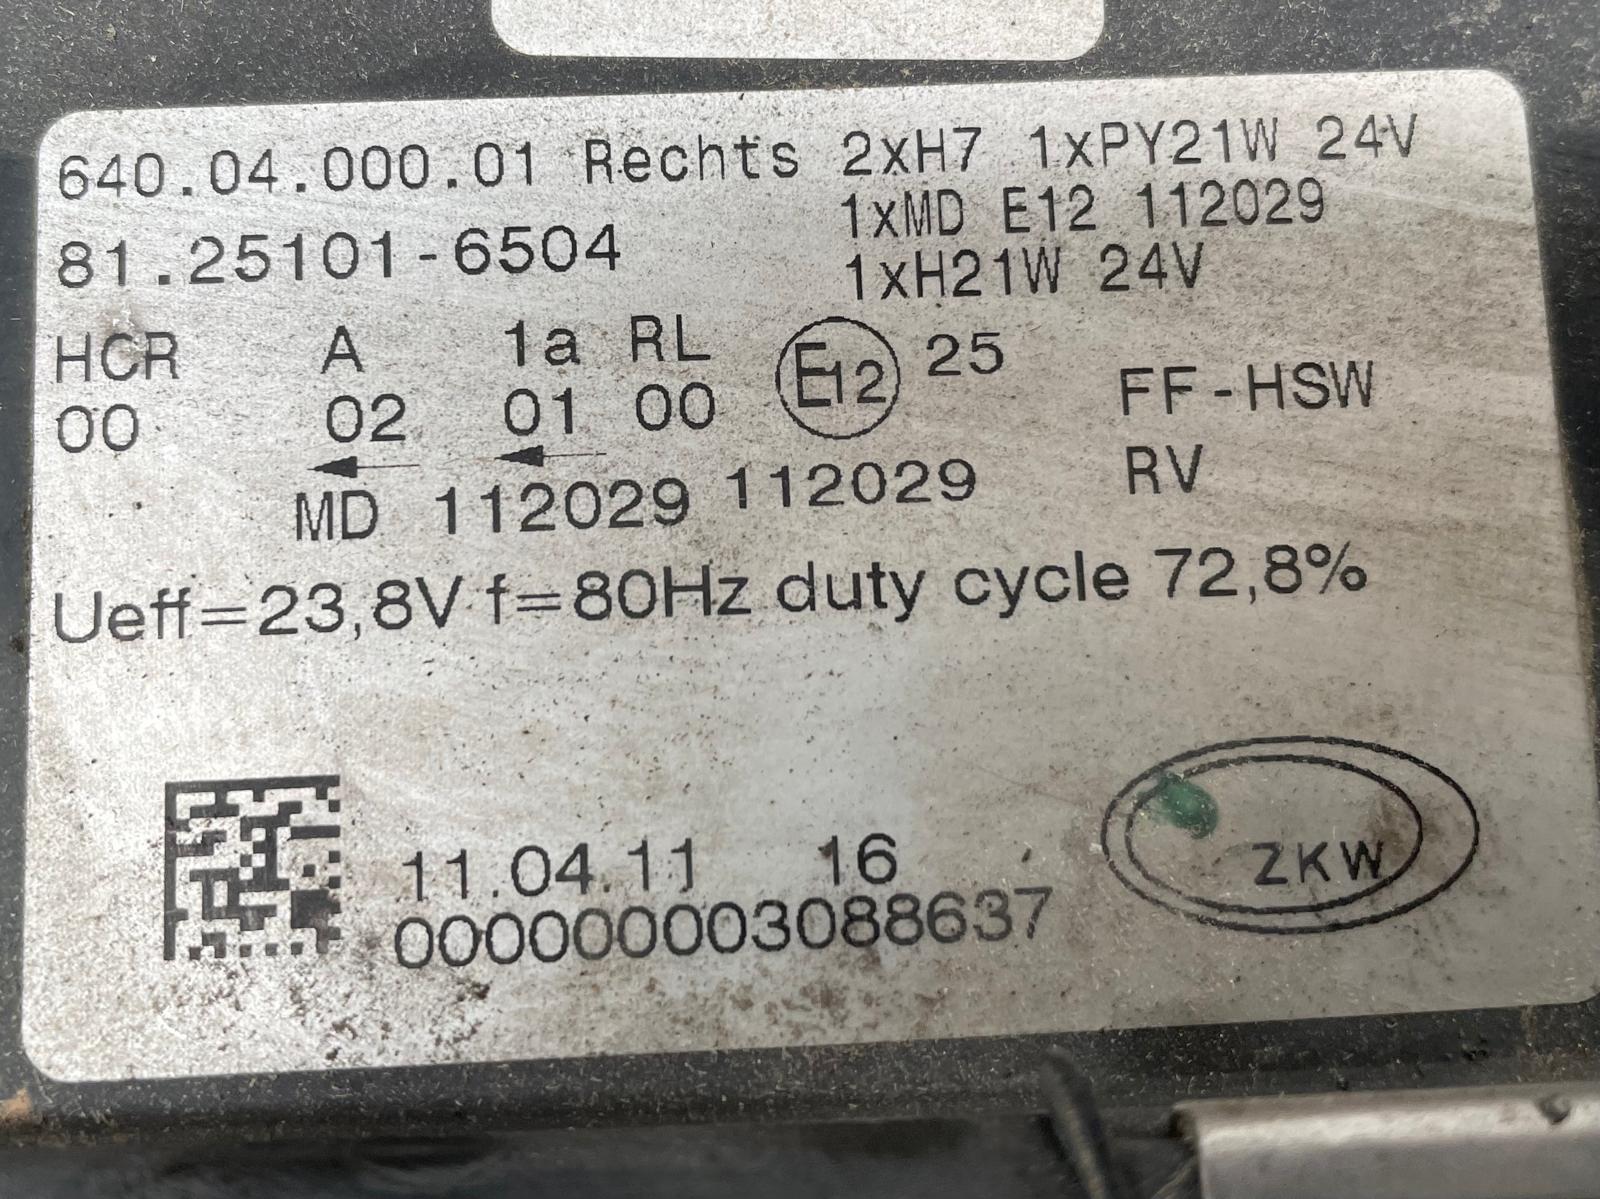 640.04.000.01 Rechts 2xH7 1xPY21W 24V
1xMD E12 112029
81.25101-6504
1xH21W 24V
HCR A 1a RL E12 25
00 02 01 00
FF-HSW
MD 112029 112029
RV
Ueff=23,8V f=80Hz duty cycle 72,8%
11.04.11 16
000000003088637
ZKW